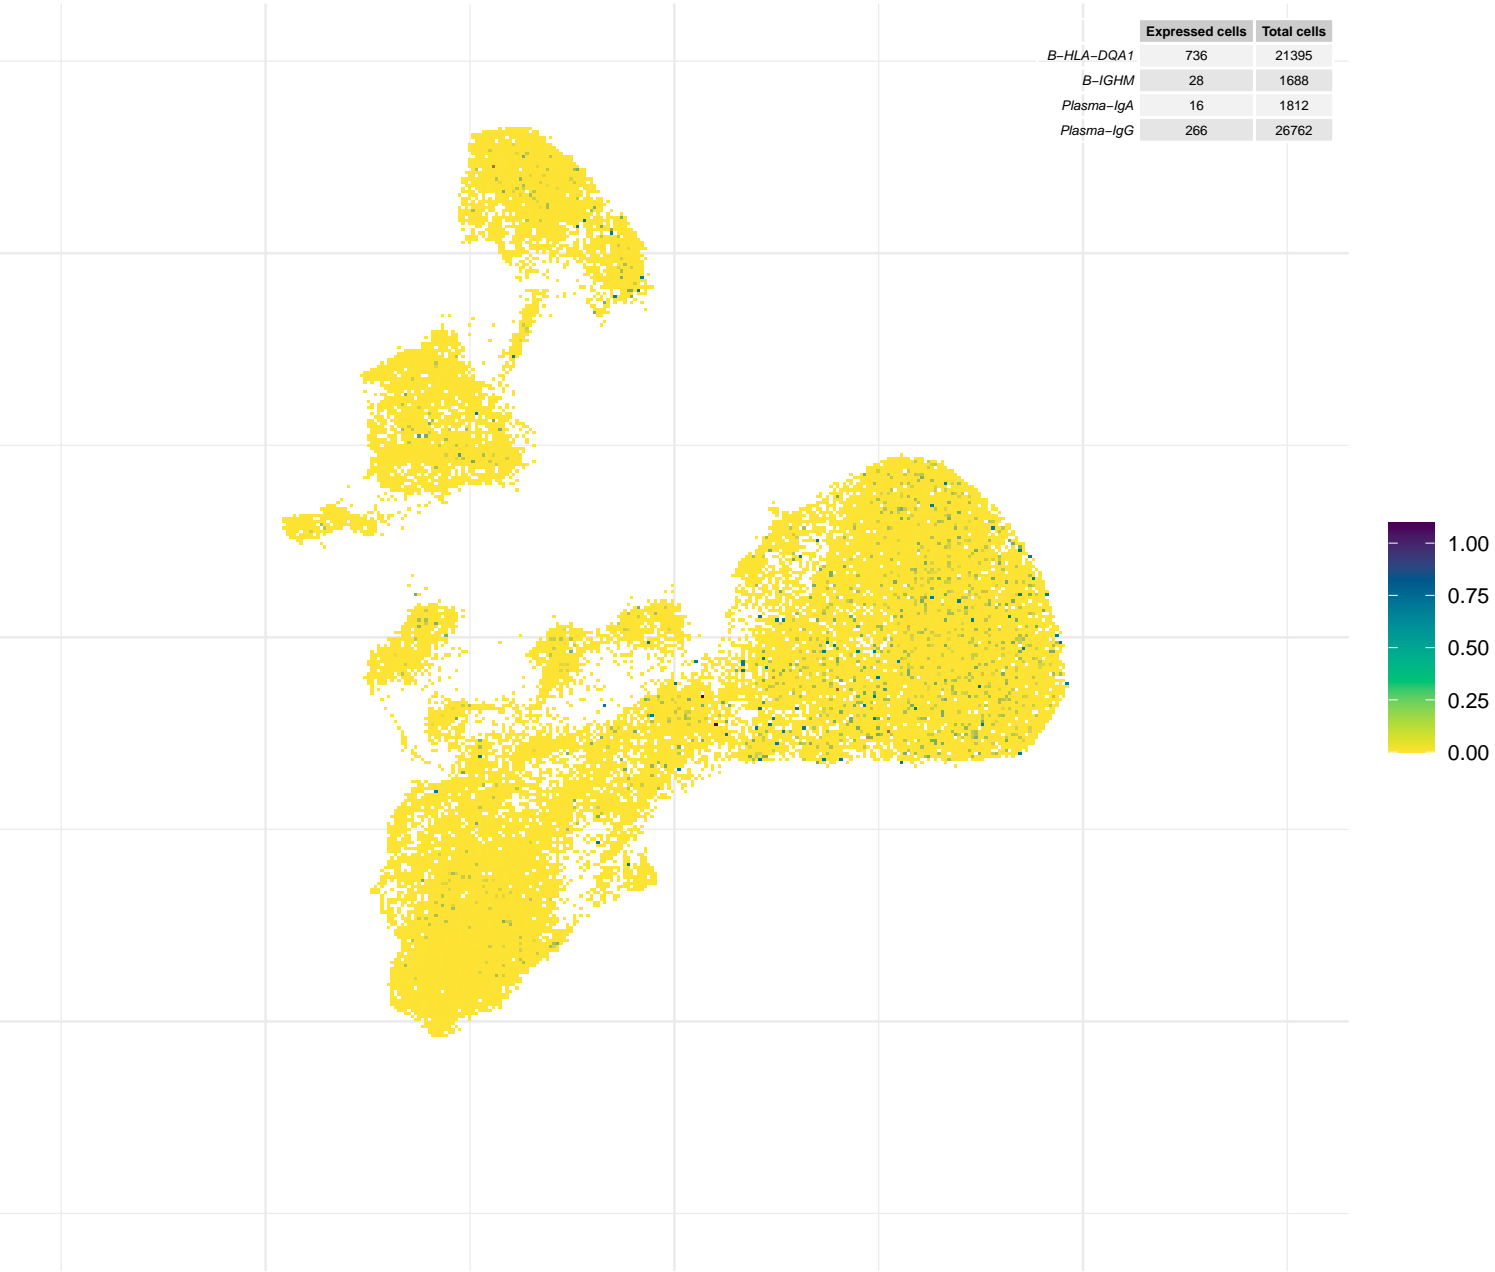 Expressed cells Total cells
B−HLA−DQA1 736 21395
B−IGHM 28 1688
Plasma−IgA 16 1812
Plasma−IgG 266 26762
1.00
0.75
0.50
0.25
0.00